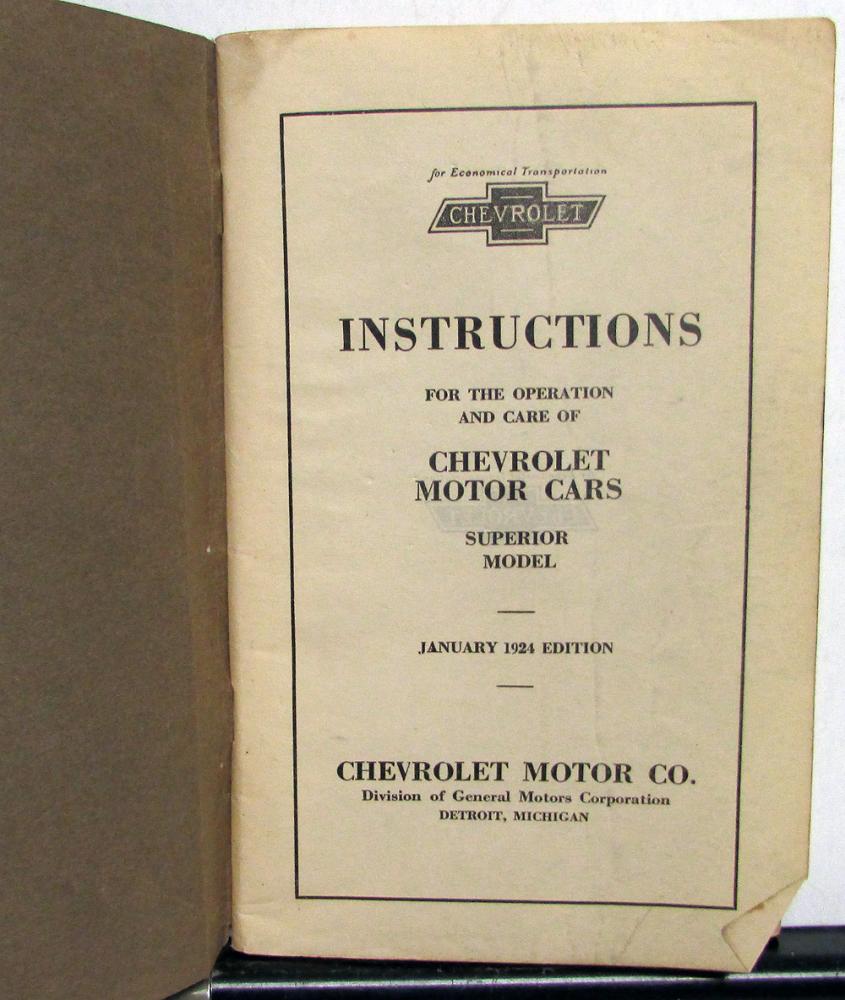 for Economical Transportation
CHEVROLET
INSTRUCTIONS
FOR THE OPERATION
AND CARE OF
CHEVROLET
MOTOR CARS
SUPERIOR
MODEL
JANUARY 1924 EDITION
CHEVROLET MOTOR CO.
Division of General Motors Corporation
DETROIT, MICHIGAN